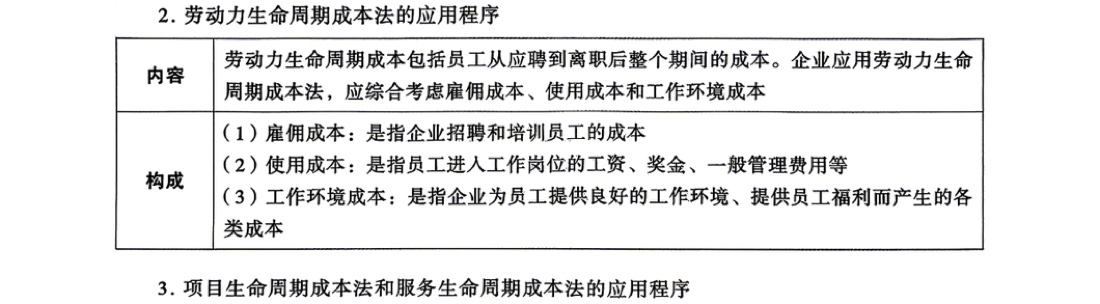 2. 劳动力生命周期成本法的应用程序
内容
劳动力生命周期成本包括员工从应聘到离职后整个期间的成本。企业应用劳动力生命
周期成本法，应综合考虑雇佣成本、使用成本和工作环境成本
构成
（1）雇佣成本：是指企业招聘和培训员工的成本
（2）使用成本：是指员工进入工作岗位的工资、奖金、一般管理费用等
（3）工作环境成本：是指企业为员工提供良好的工作环境、提供员工福利而产生的各
类成本
3. 项目生命周期成本法和服务生命周期成本法的应用程序